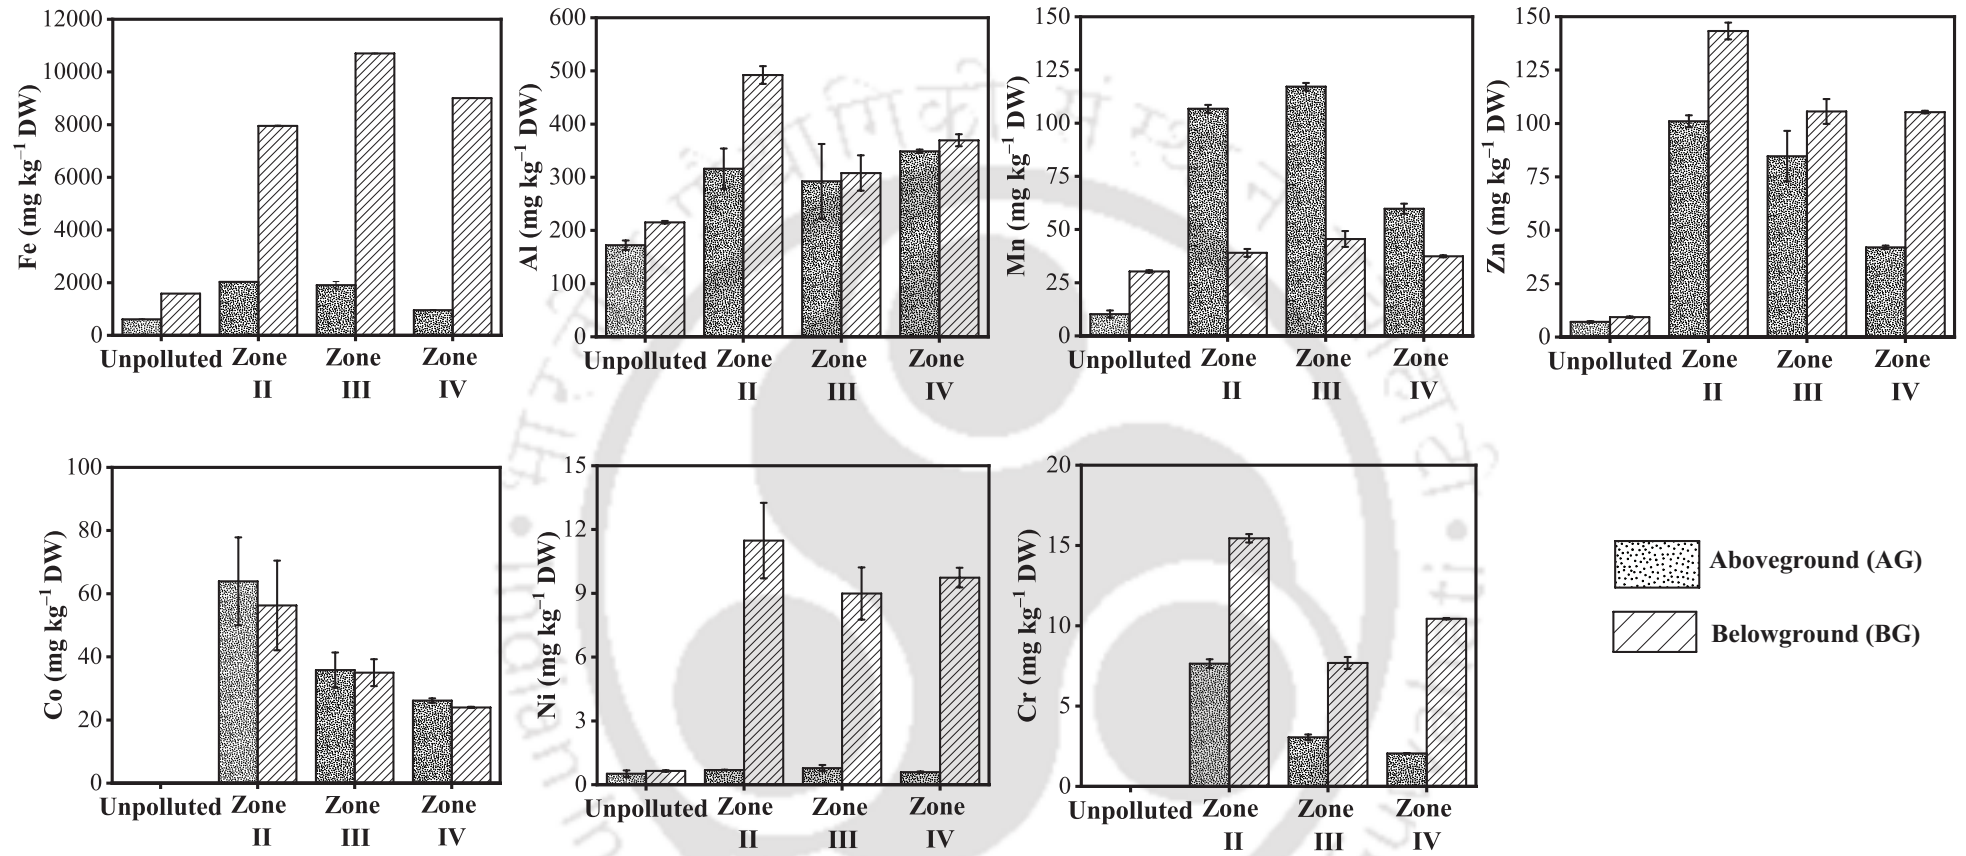 12000
10000
8000
6000
4000
2000
0
Fe (mg kg⁻¹ DW)
Unpolluted Zone II Zone III Zone IV
600
500
400
300
200
100
0
Al (mg kg⁻¹ DW)
Unpolluted Zone II Zone III Zone IV
150
125
100
75
50
25
0
Mn (mg kg⁻¹ DW)
Unpolluted Zone II Zone III Zone IV
150
125
100
75
50
25
0
Zn (mg kg⁻¹ DW)
Unpolluted Zone II Zone III Zone IV
100
80
60
40
20
0
Co (mg kg⁻¹ DW)
Unpolluted Zone II Zone III Zone IV
15
12
9
6
3
0
Ni (mg kg⁻¹ DW)
Unpolluted Zone II Zone III Zone IV
20
15
10
5
0
Cr (mg kg⁻¹ DW)
Unpolluted Zone II Zone III Zone IV
Aboveground (AG)
Belowground (BG)